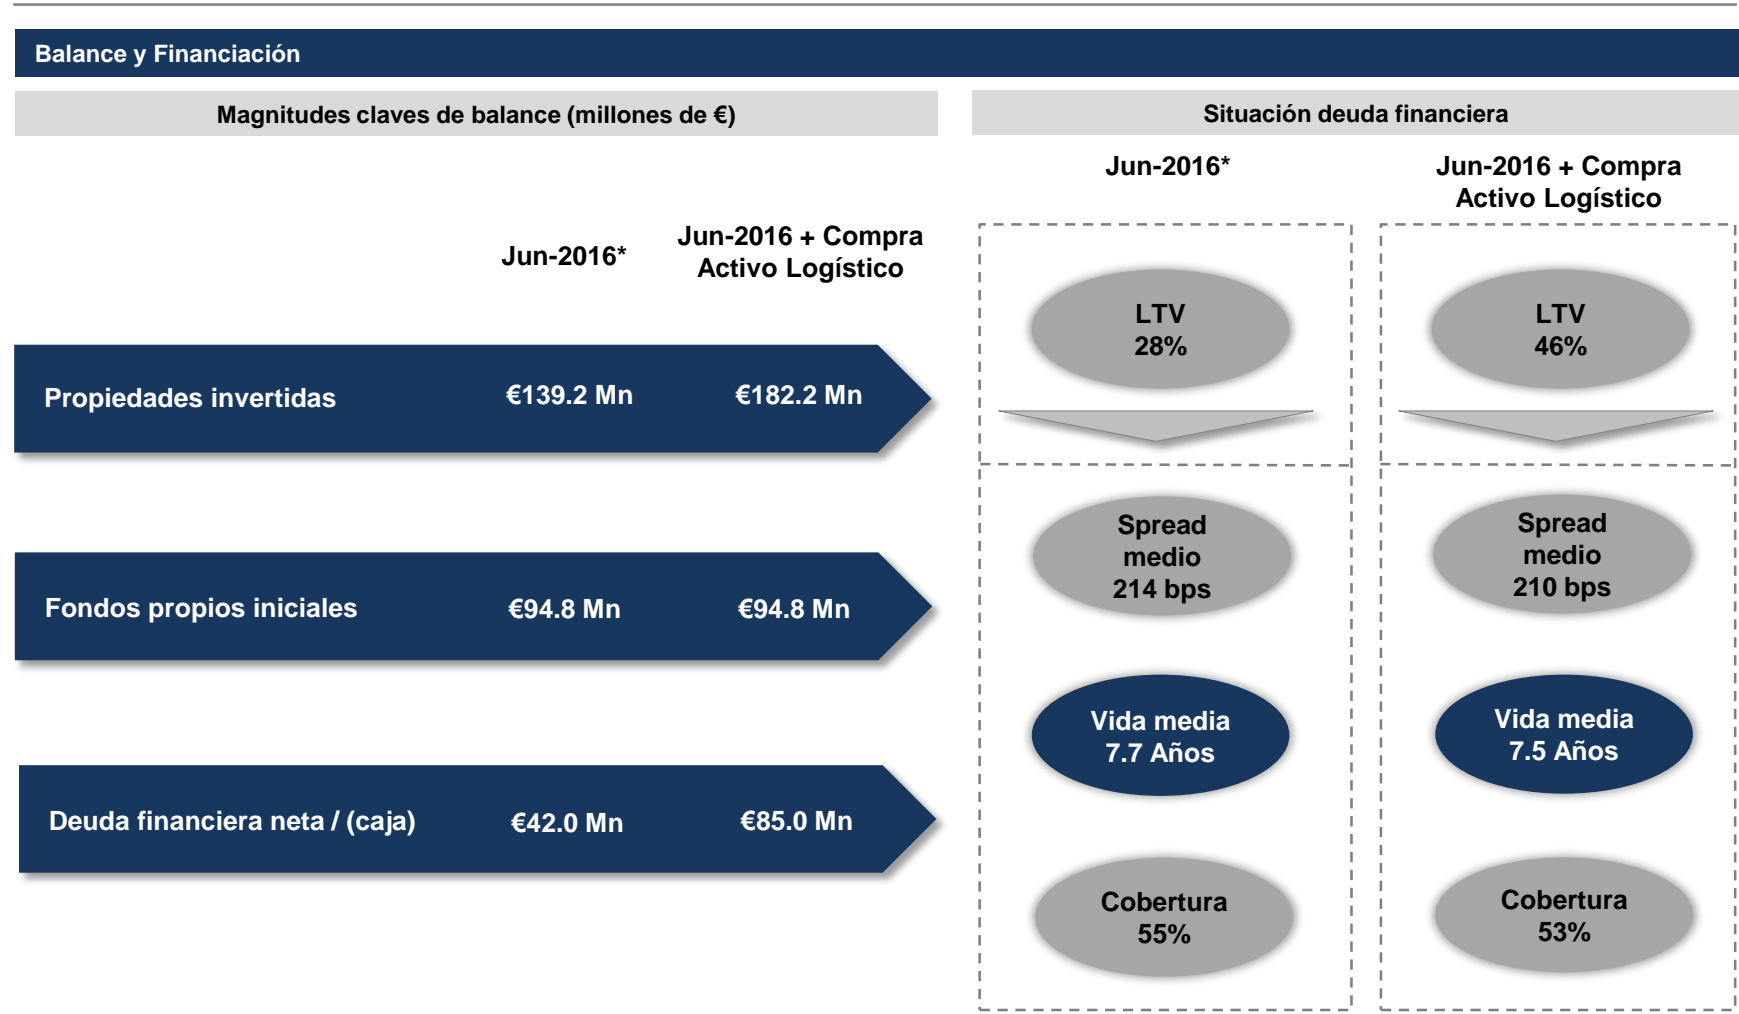 Balance y Financiación
Magnitudes claves de balance (millones de €)
Jun-2016*
Jun-2016 + Compra
Activo Logístico
Propiedades invertidas €139.2 Mn €182.2 Mn
Fondos propios iniciales €94.8 Mn €94.8 Mn
Deuda financiera neta / (caja) €42.0 Mn €85.0 Mn
Situación deuda financiera
Jun-2016*
LTV
28%
Spread
medio
214 bps
Vida media
7.7 Años
Cobertura
55%
Jun-2016 + Compra
Activo Logístico
LTV
46%
Spread
medio
210 bps
Vida media
7.5 Años
Cobertura
53%